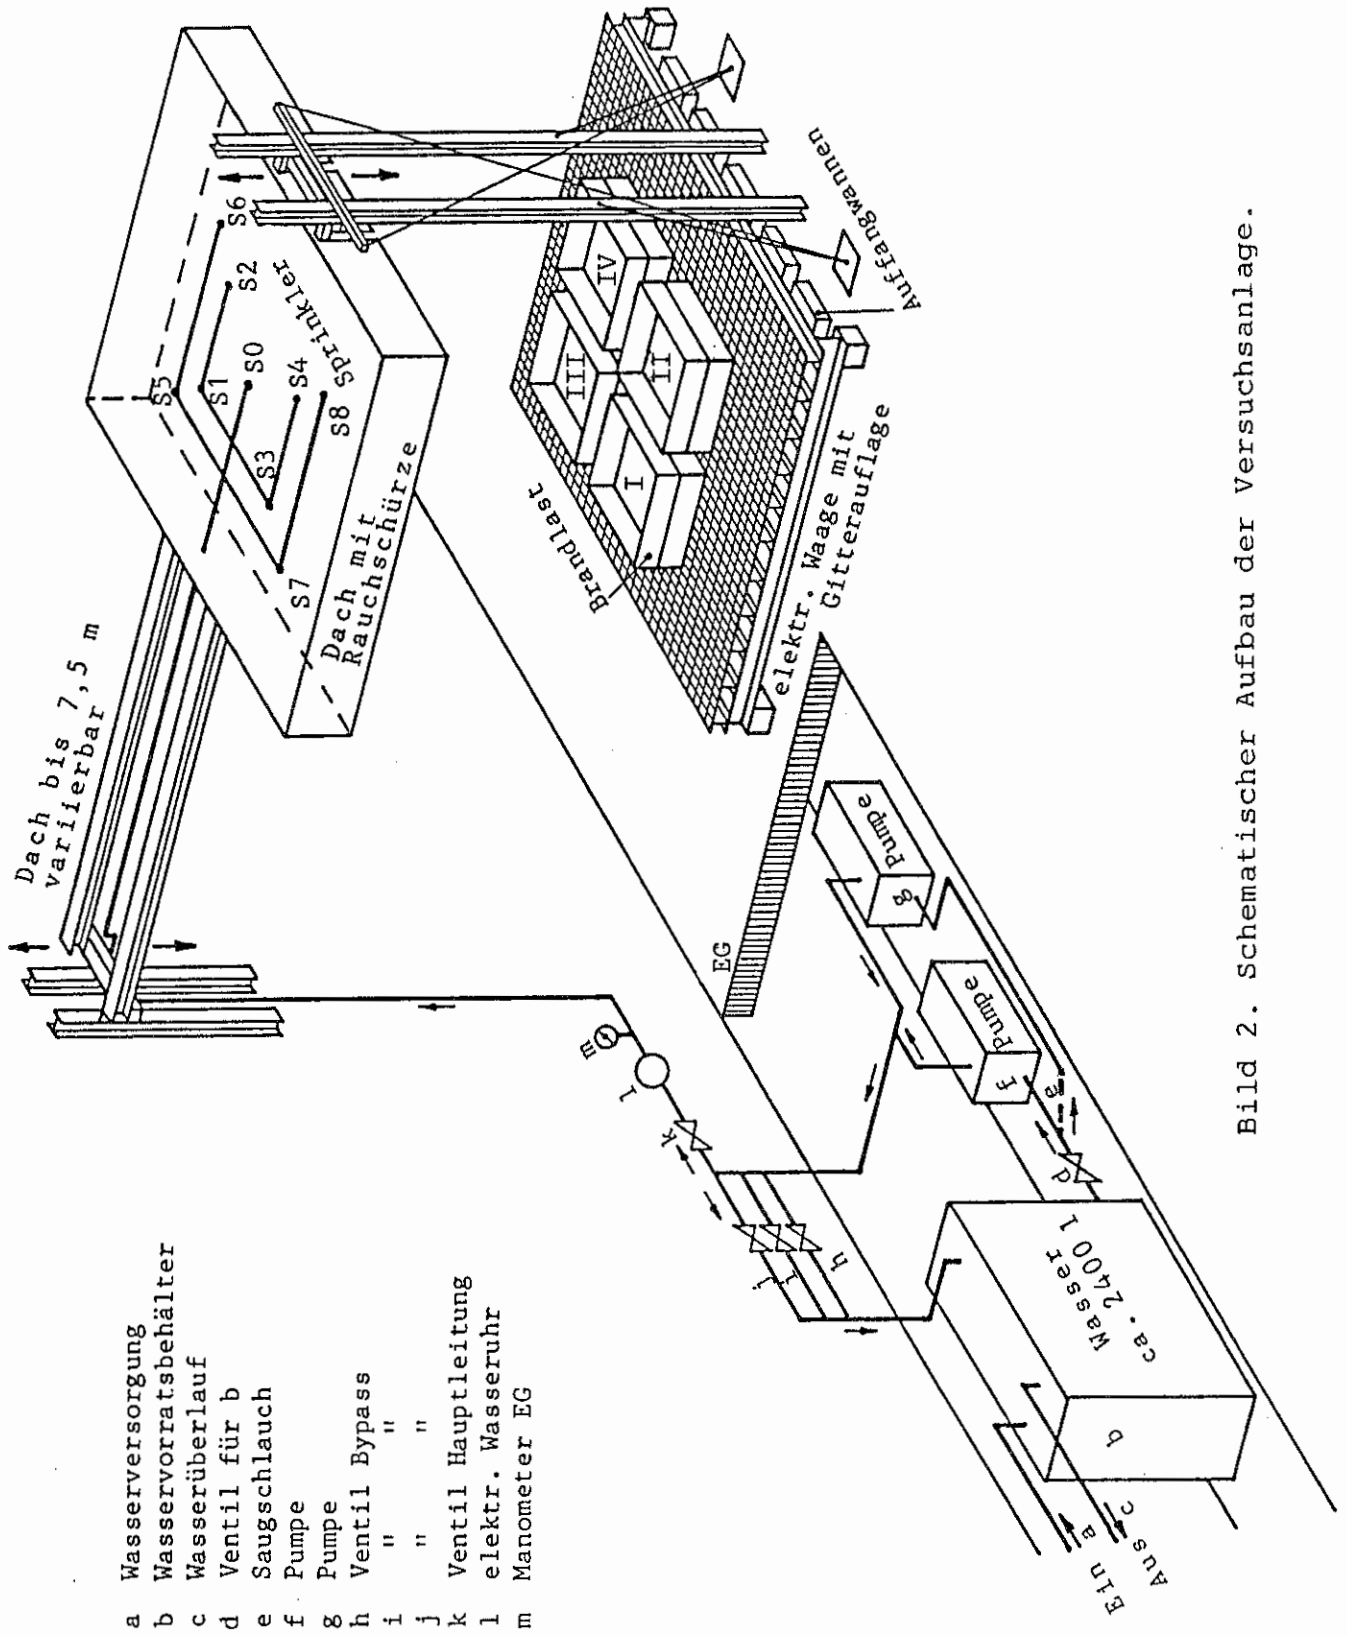 Dach bis 7,5 m
variierbar
S5
S6
S1
S2
S0
S3
S4
S7
S8
Sprinkler
Dach mit
Rauchschürze
Brandlast
I
II
III
IV
Auffangwannen
elektr. Waage mit
Gitterauflage
EG
m
l
k
j
i
h
g
Pumpe
f
Pumpe
e
d
Wasser
ca. 24000 l
b
Ein a
Aus c
a Wasserversorgung
b Wasservorratsbehälter
c Wasserüberlauf
d Ventil für b
e Saugschlauch
f Pumpe
g Pumpe
h Ventil Bypass
i " "
j " "
k Ventil Hauptleitung
l elektr. Wasseruhr
m Manometer EG
Bild 2. Schematischer Aufbau der Versuchsanlage.